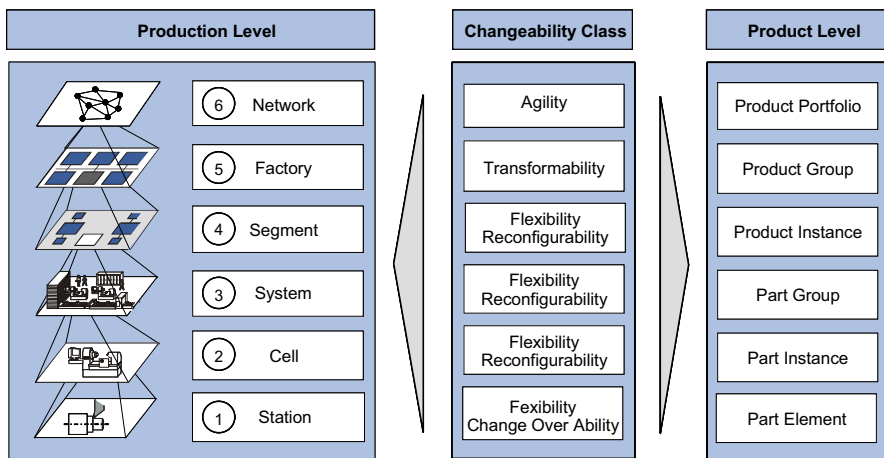 Production Level
Changeability Class
Product Level
6 Network
Agility
Product Portfolio
5 Factory
Transformability
Product Group
4 Segment
Flexibility
Reconfigurability
Product Instance
3 System
Flexibility
Reconfigurability
Part Group
2 Cell
Flexibility
Reconfigurability
Part Instance
1 Station
Fexibility
Change Over Ability
Part Element